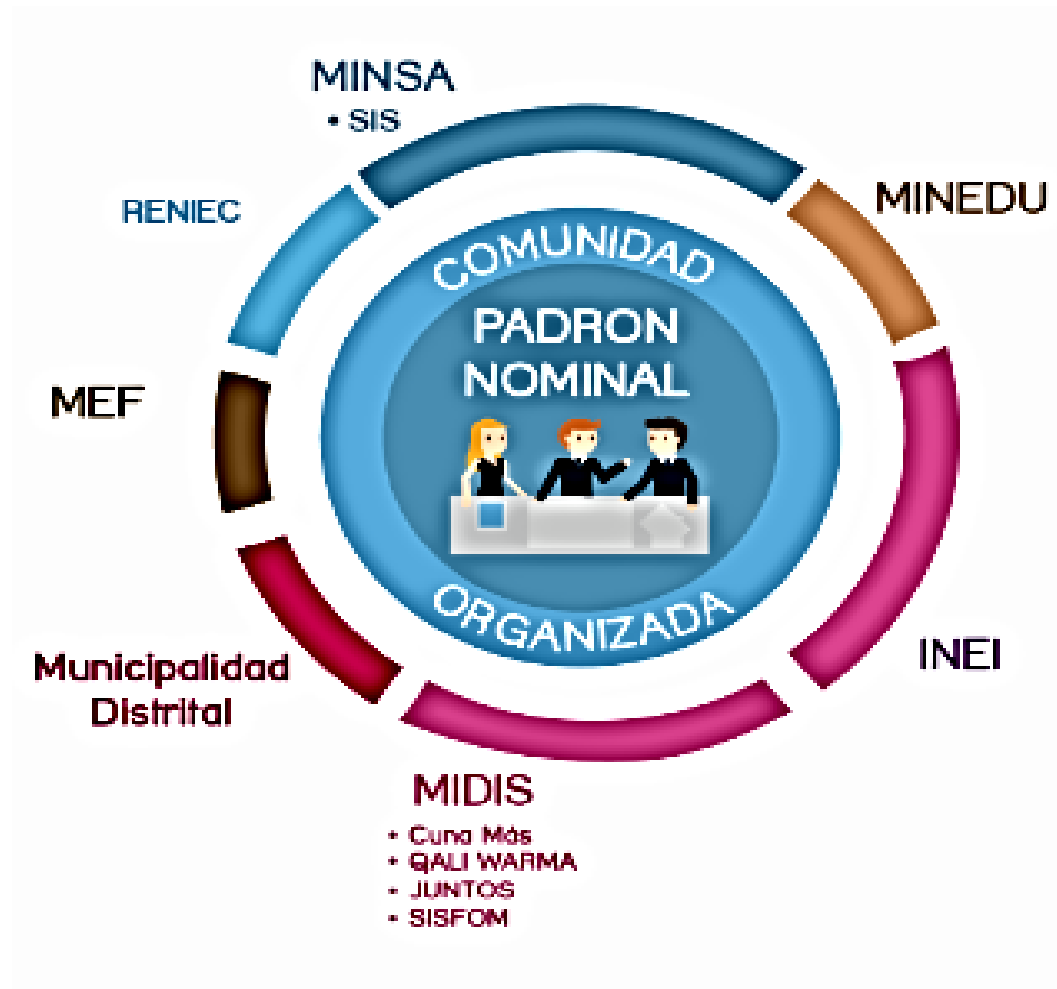 MINSA
• SIS
RENIEC
MINEDU
COMUNIDAD
PADRON
NOMINAL
MEF
ORGANIZADA
INEI
Municipalidad
Distrital
MIDIS
• Cuna Más
• QALI WARMA
• JUNTOS
• SISFOM